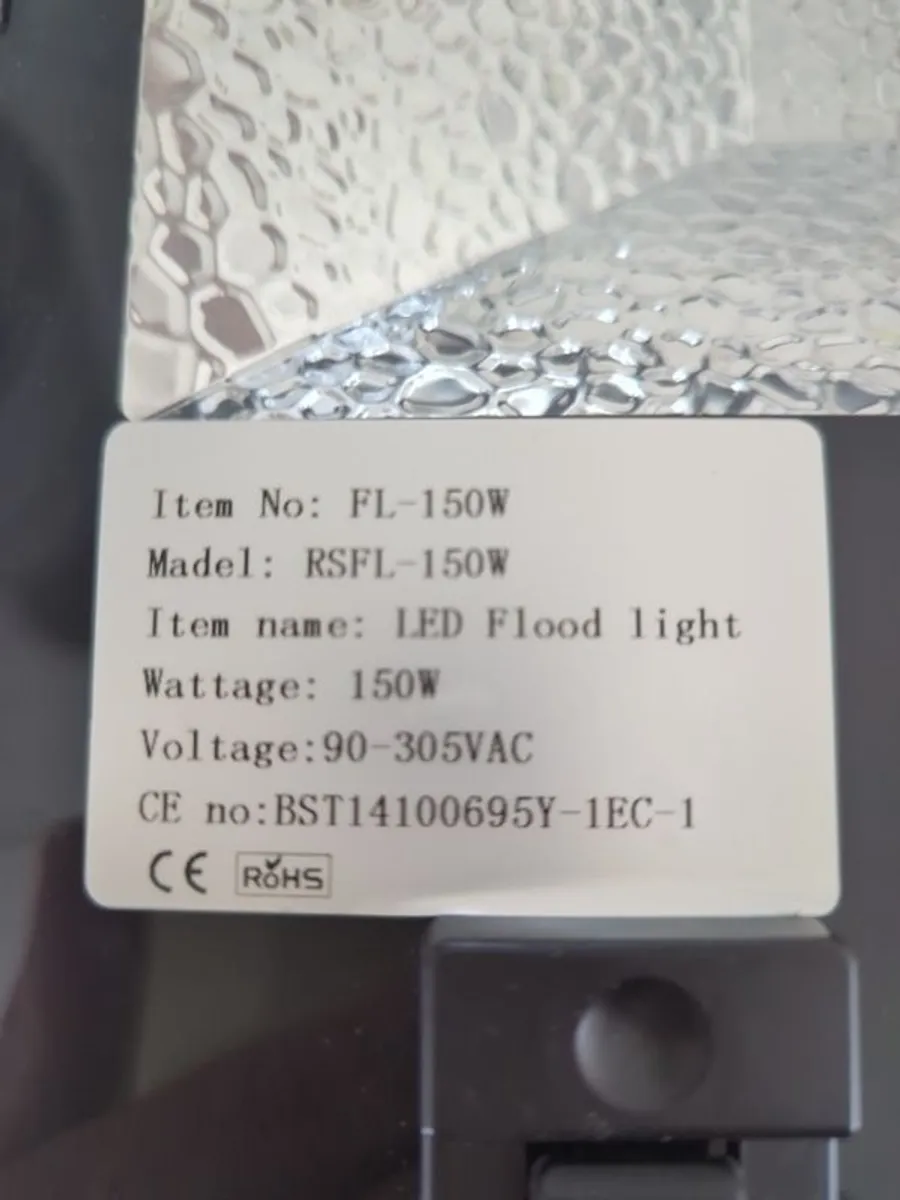 Item No: FL-150W
Madel: RSFL-150W
Item name: LED Flood light
Wattage: 150W
Voltage:90-305VAC
CE no:BST14100695Y-1EC-1
CE RoHS